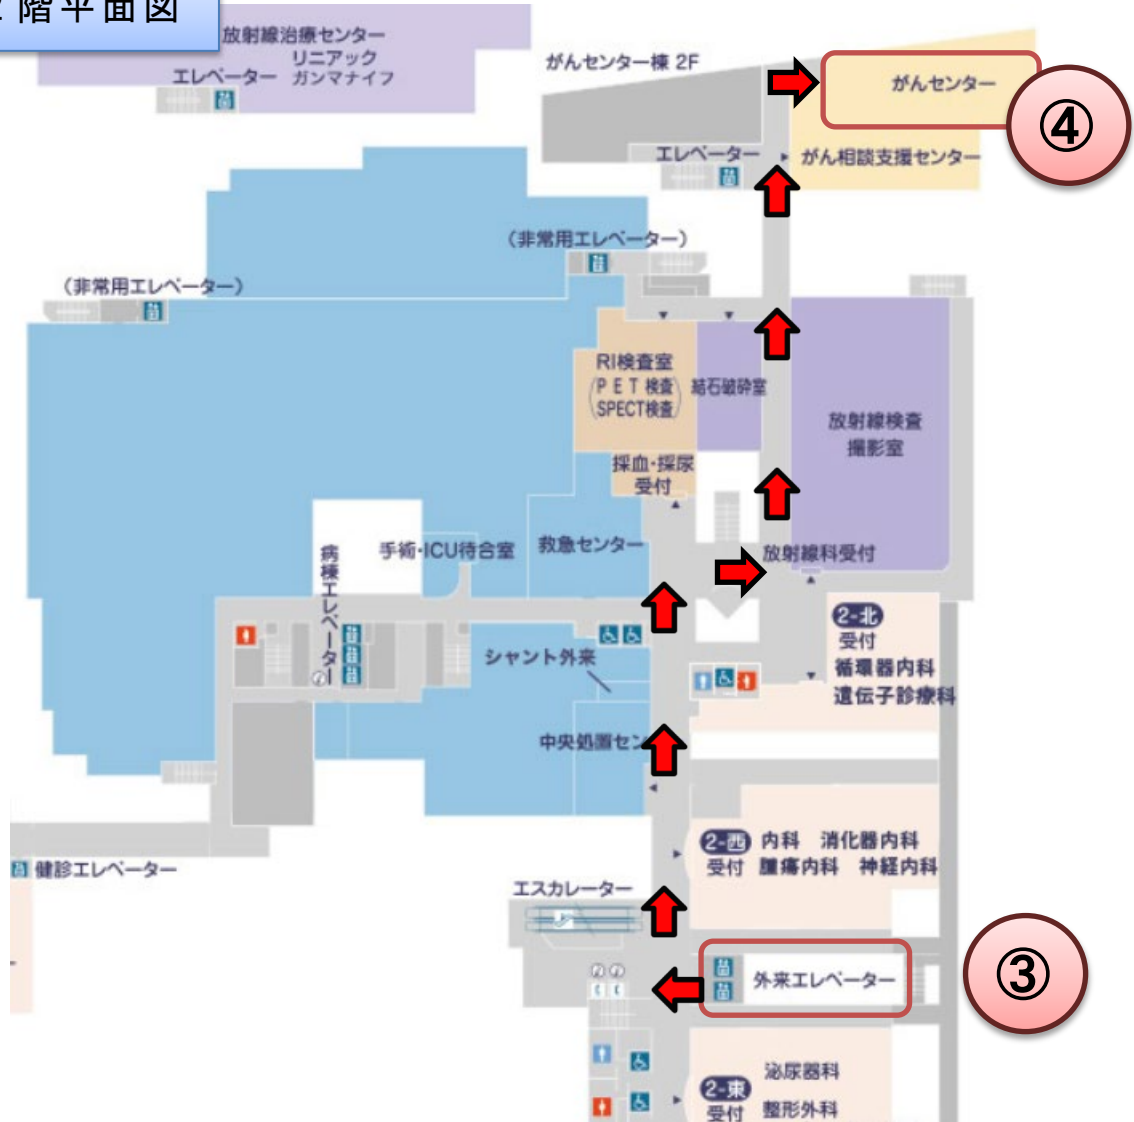 階平面図
放射線治療センター
リニアック
ガンマナイフ
エレベーター
がんセンター棟 2F
がんセンター
④
エレベーター
がん相談支援センター
（非常用エレベーター）
（非常用エレベーター）
RI検査室
（PET検査
SPECT検査）
結石破砕室
放射線検査
撮影室
採血・採尿
受付
手術・ICU待合室
救急センター
放射線科受付
病棟エレベーター
2-北
受付
循環器内科
遺伝子診療科
シャント外来
中央処置セン
2-西
受付
内科 消化器内科
腫瘍内科 神経内科
健診エレベーター
エスカレーター
外来エレベーター
③
2-東
受付
泌尿器科
整形外科